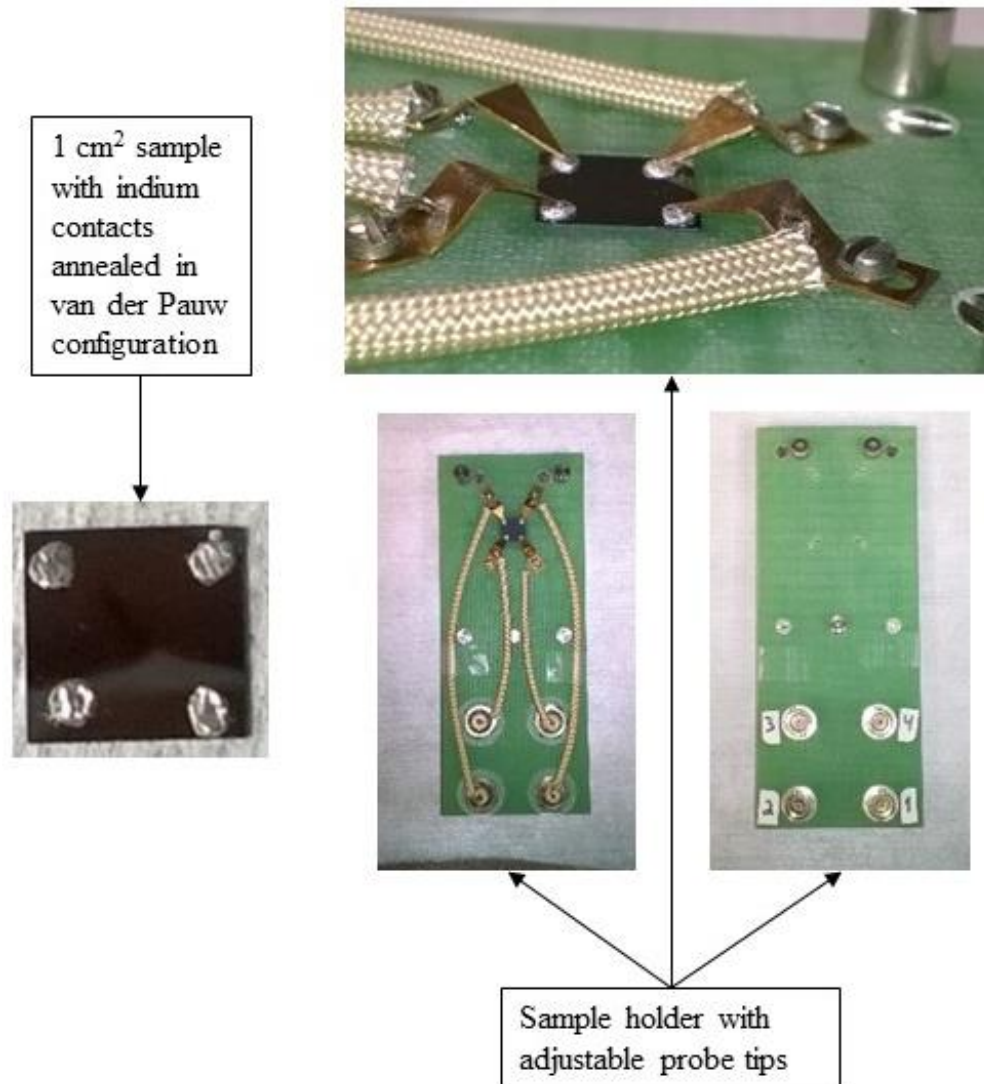 1 cm² sample
with indium
contacts
annealed in
van der Pauw
configuration
3
4
2
1
Sample holder with
adjustable probe tips